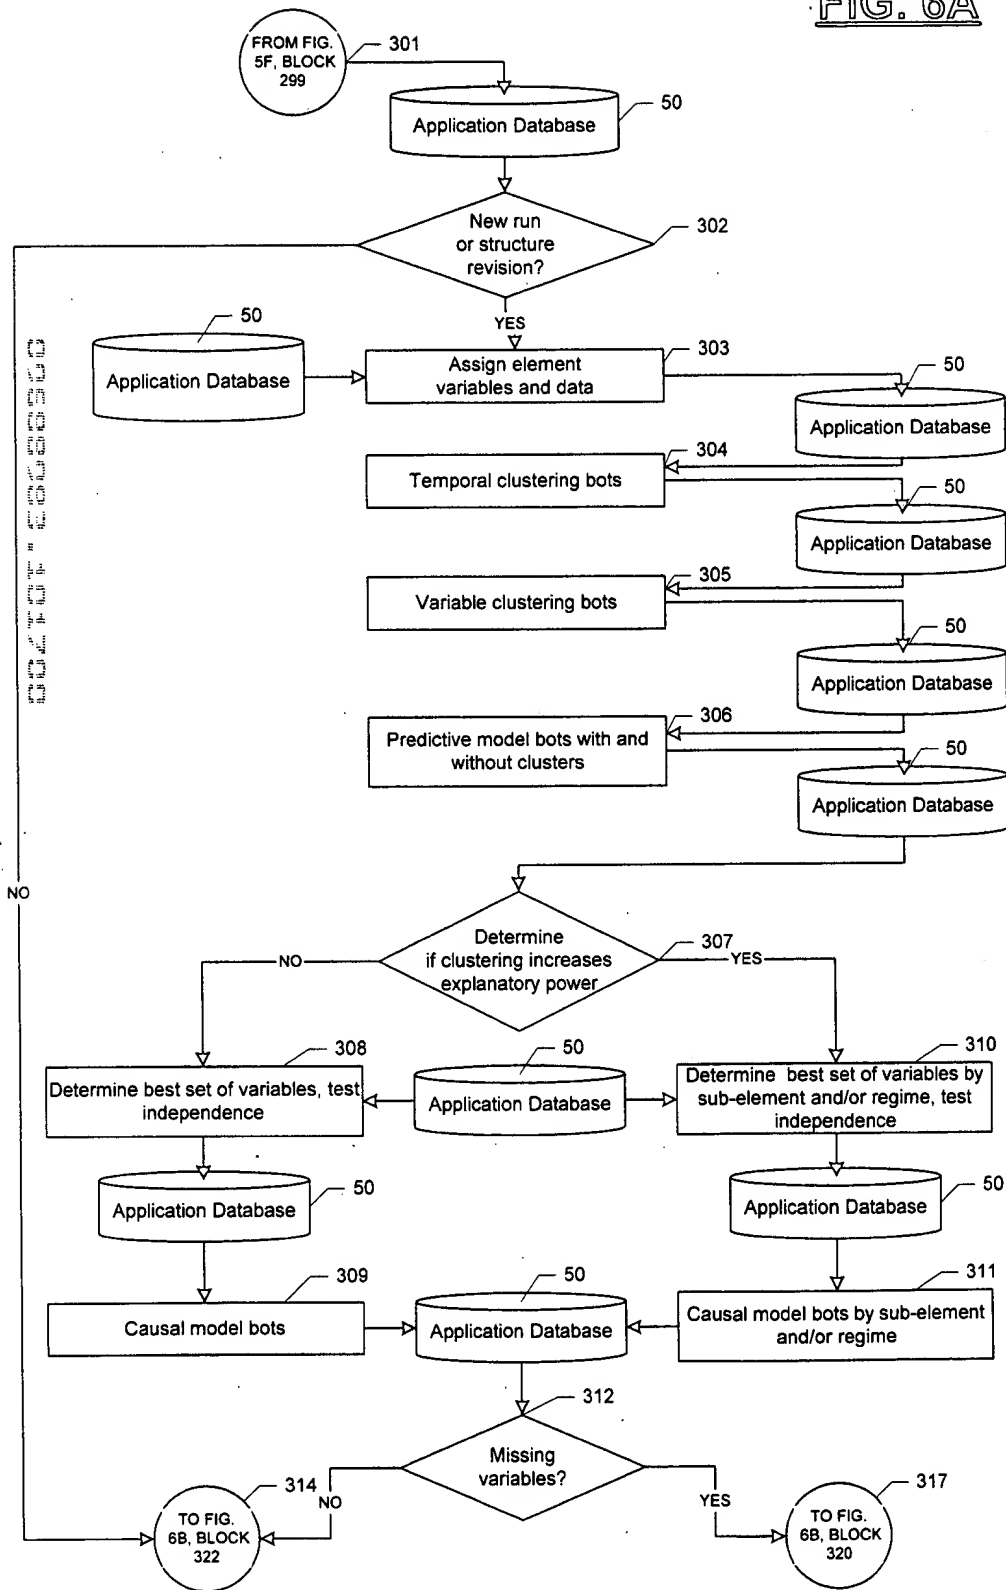 FIG. 6A
FROM FIG.
5F, BLOCK
299
301
50
Application Database
New run
or structure
revision?
302
YES
50
Application Database
Assign element
variables and data
303
50
Application Database
304
Temporal clustering bots
50
Application Database
305
Variable clustering bots
50
Application Database
306
Predictive model bots with and
without clusters
50
Application Database
NO
Determine
if clustering increases
explanatory power
307
NO
YES
308
Determine best set of variables, test
independence
50
Application Database
310
Determine best set of variables by
sub-element and/or regime, test
independence
50
Application Database
50
Application Database
309
Causal model bots
50
Application Database
311
Causal model bots by sub-element
and/or regime
312
Missing
variables?
NO
YES
314
TO FIG.
6B, BLOCK
322
317
TO FIG.
6B, BLOCK
320